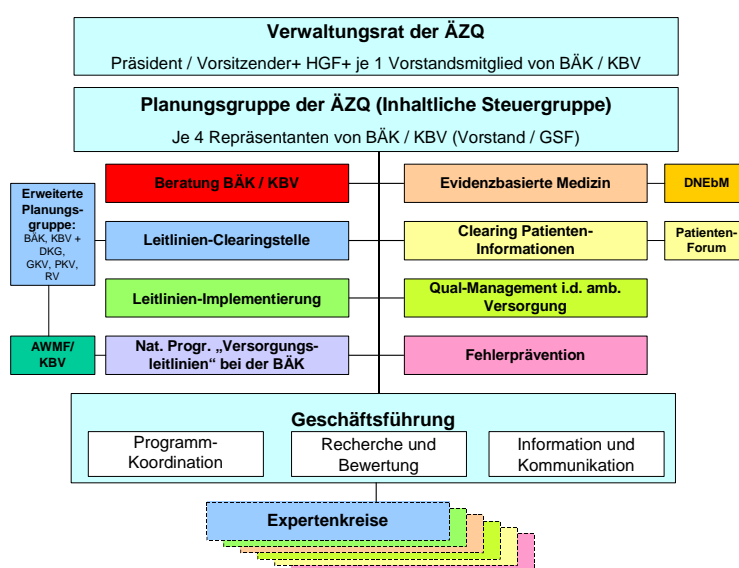 Verwaltungsrat der ÄZQ
Präsident / Vorsitzender+ HGF+ je 1 Vorstandsmitglied von BÄK / KBV
Planungsgruppe der ÄZQ (Inhaltliche Steuergruppe)
Je 4 Repräsentanten von BÄK / KBV (Vorstand / GSF)
Erweiterte
Planungs-
gruppe:
BÄK, KBV +
DKG,
GKV, PKV,
RV
Beratung BÄK / KBV
Evidenzbasierte Medizin
DNEbM
Leitlinien-Clearingstelle
Clearing Patienten-
Informationen
Patienten-
Forum
Leitlinien-Implementierung
Qual-Management i.d. amb.
Versorgung
AWMF/
KBV
Nat. Progr. „Versorgungs-
leitlinien" bei der BÄK
Fehlerprävention
Geschäftsführung
Programm-
Koordination
Recherche und
Bewertung
Information und
Kommunikation
Expertenkreise